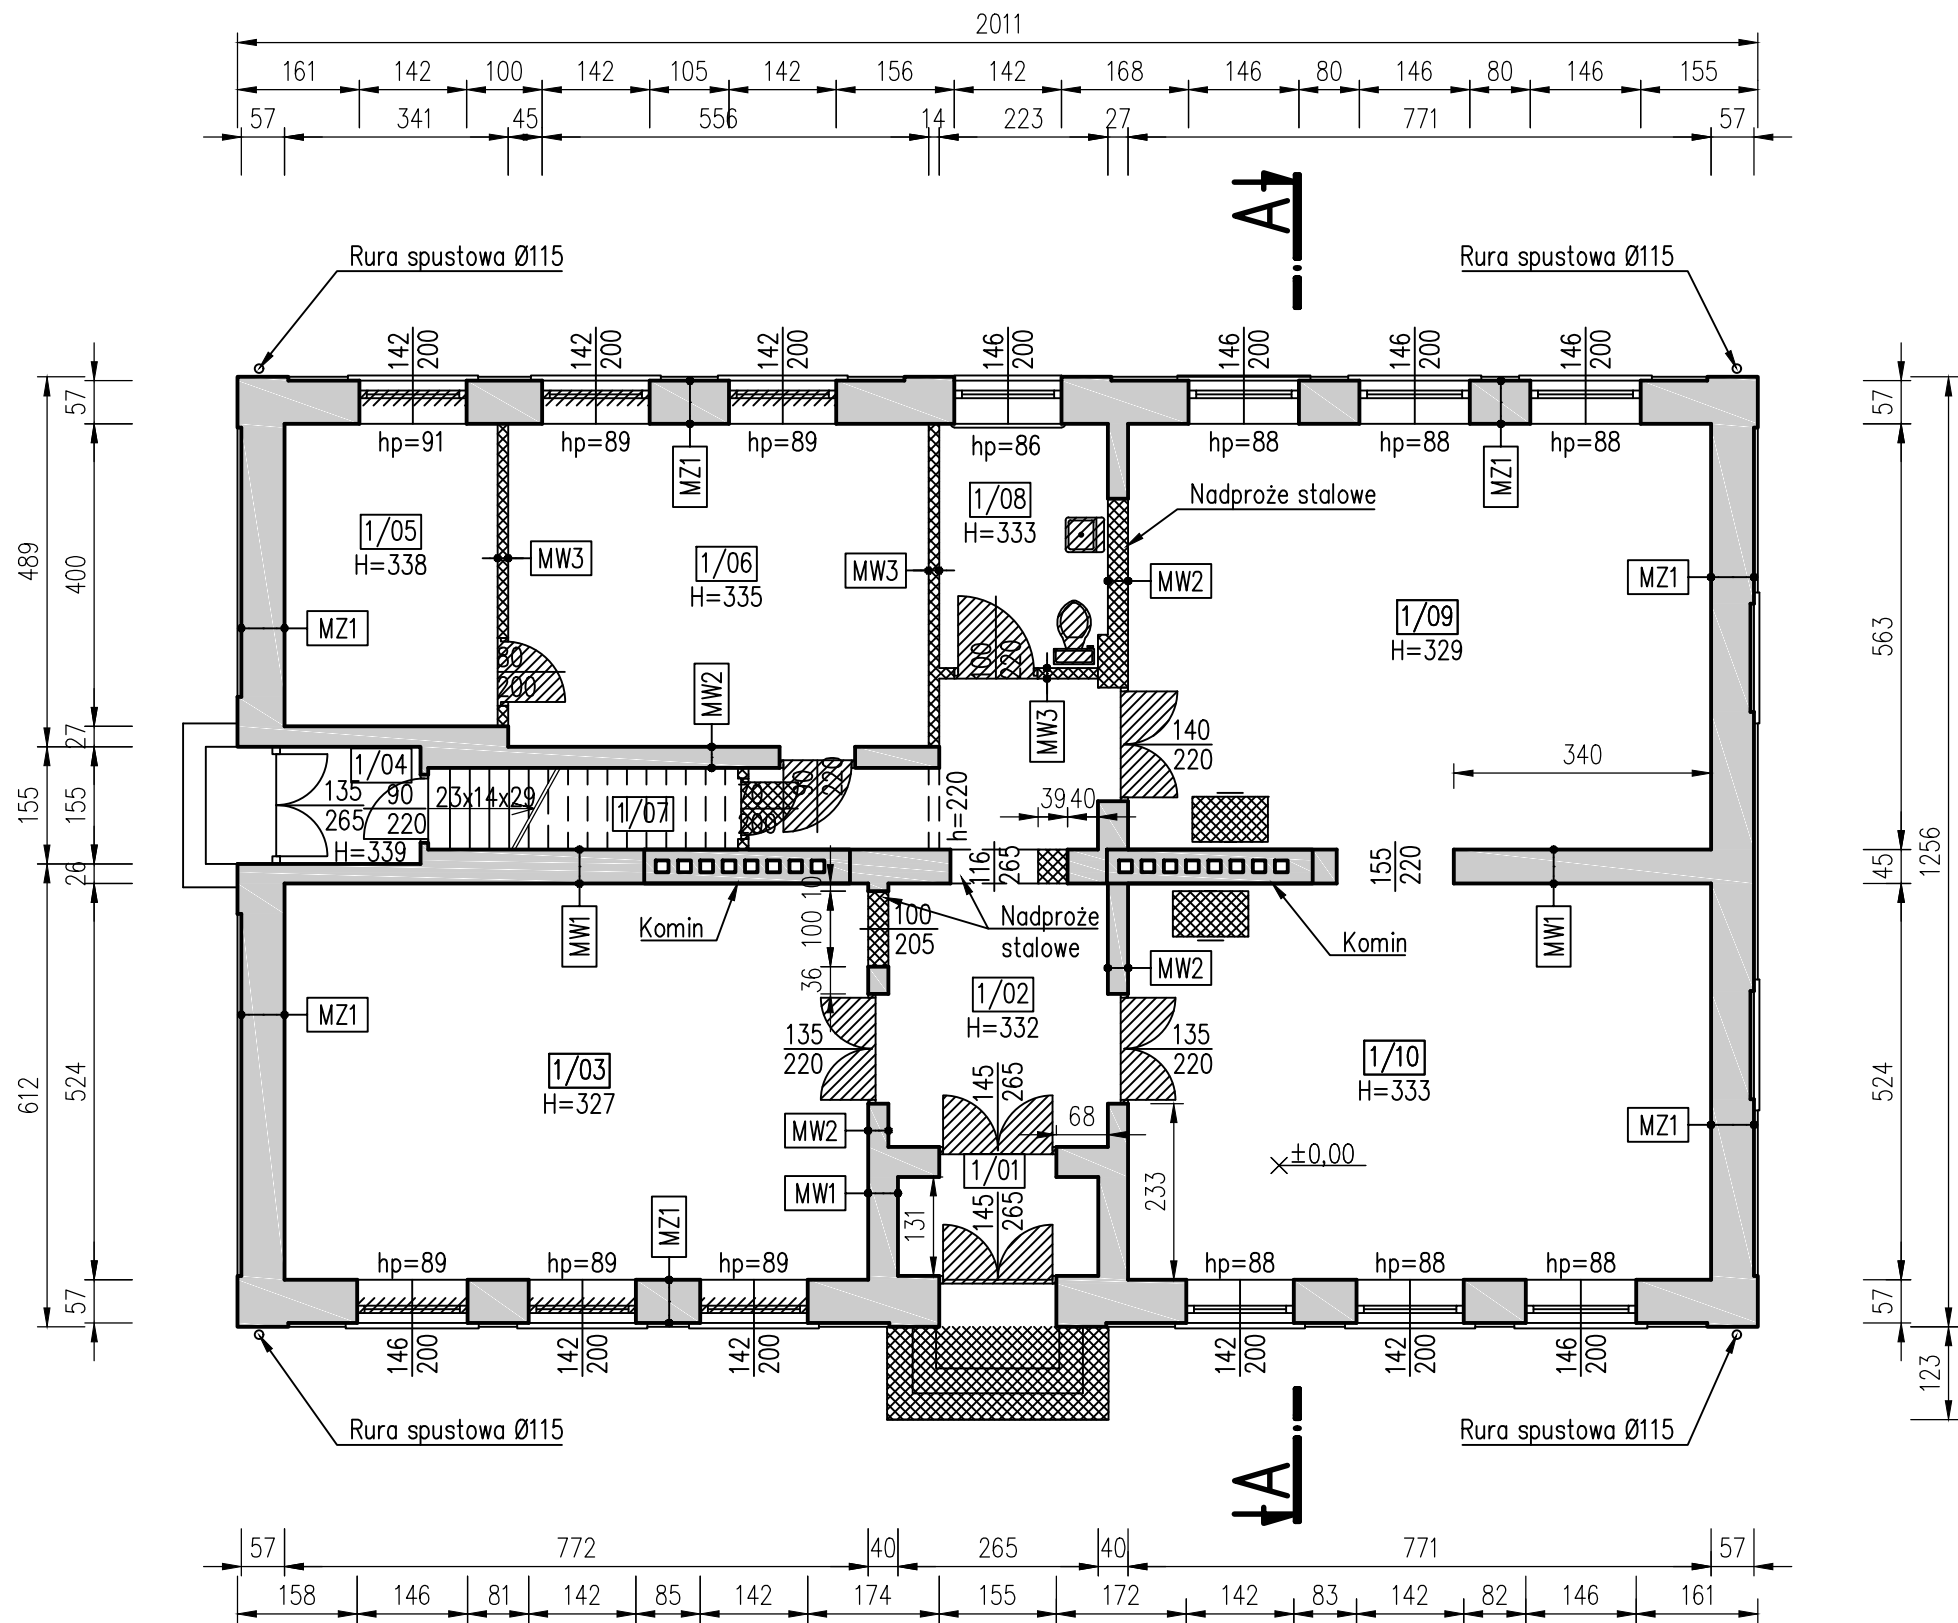 2011
161 142 100 142 105 142 156 142 168 146 80 146 80 146 155
57 341 45 556 14 223 27 771 57
A
Rura spustowa Ø115 Rura spustowa Ø115
142 142 142 146 146 146 146
200 200 200 200 200 200 200
hp=91 hp=89 hp=89 hp=86 hp=88 hp=88 hp=88
57 57
MZ1 MZ1
1/08
H=333
Nadproże stalowe
1/05
H=338
489 400
MW3
1/06
H=335
MW3
MW2
MZ1
MZ1
1/09
H=329
563
80
200
100
220
MW2
MW3
27
140
220
340
1/04
135
265
90
220
H=339
23x14x29
1/07
90
220
h=220
39 40
155 155
26
116
265
155
220
45 1256
10
MW1
Komin
100
36
100
205
Nadproże
stalowe
MW2
Komin
MW1
1/02
H=332
MZ1
135
220
135
220
1/03
H=327
1/10
H=333
612 524
524
145
265
68
MW2
MZ1
1/01
±0,00
MW1
131
145
265
233
MZ1
hp=89 hp=89 hp=89 hp=88 hp=88 hp=88
57 57
146 142 142 142 142 146
200 200 200 200 200 200
123
Rura spustowa Ø115 Rura spustowa Ø115
A
57 772 40 265 40 771 57
158 146 81 142 85 142 174 155 172 142 83 142 82 146 161